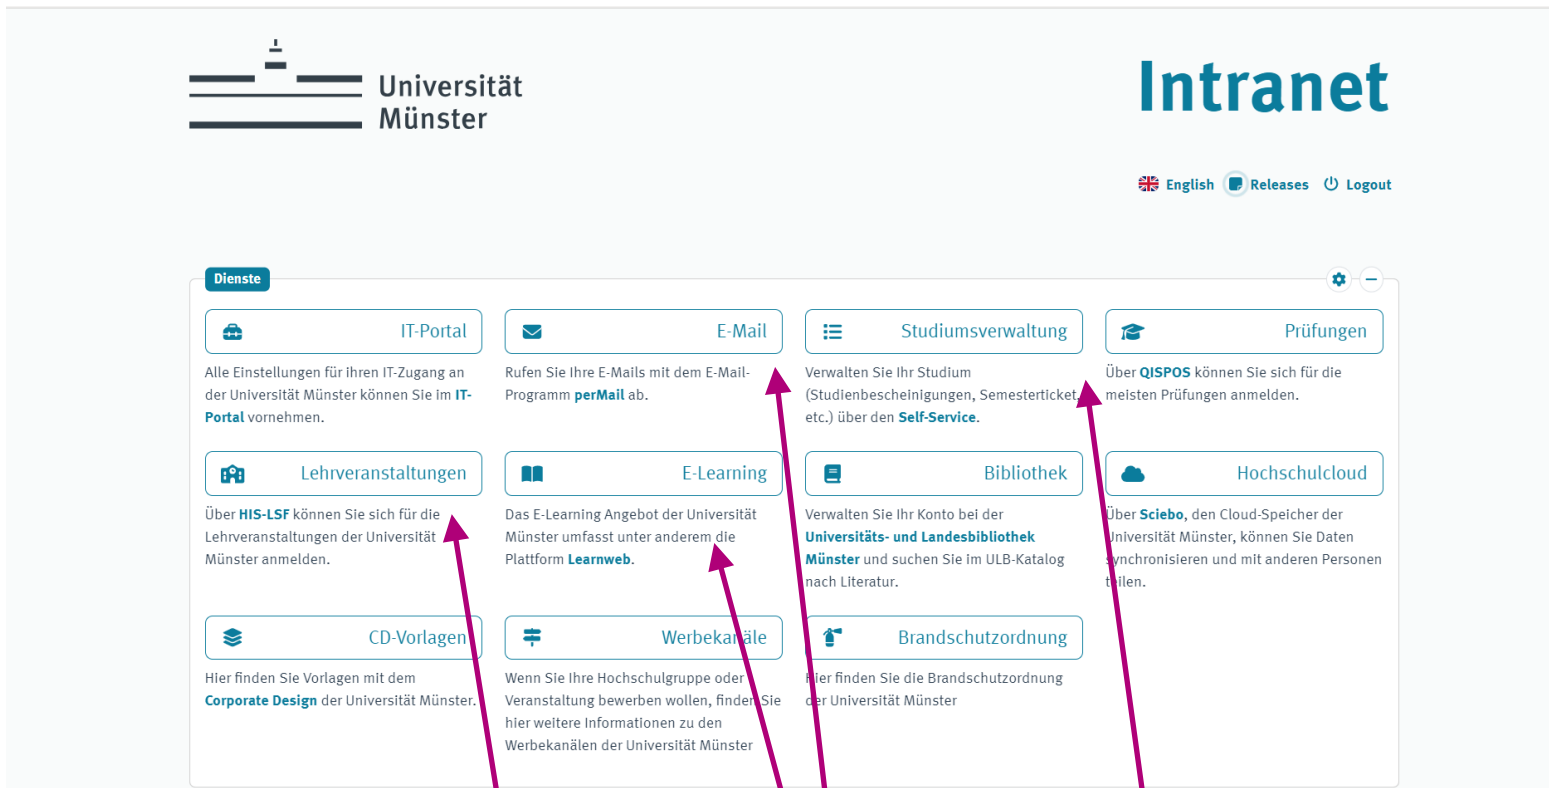 Universität
Münster
Intranet
English Releases Logout
Dienste
IT-Portal
Alle Einstellungen für ihren IT-Zugang an
der Universität Münster können Sie im IT-
Portal vornehmen.
E-Mail
Rufen Sie Ihre E-Mails mit dem E-Mail-
Programm perMail ab.
Studiumsverwaltung
Verwalten Sie Ihr Studium
(Studienbescheinigungen, Semesterticket,
etc.) über den Self-Service.
Prüfungen
Über QISPOS können Sie sich für die
meisten Prüfungen anmelden.
Lehrveranstaltungen
Über HIS-LSF können Sie sich für die
Lehrveranstaltungen der Universität
Münster anmelden.
E-Learning
Das E-Learning Angebot der Universität
Münster umfasst unter anderem die
Plattform Learnweb.
Bibliothek
Verwalten Sie Ihr Konto bei der
Universitäts- und Landesbibliothek
Münster und suchen Sie im ULB-Katalog
nach Literatur.
Hochschulcloud
Über Sciebo, den Cloud-Speicher der
Universität Münster, können Sie Daten
synchronisieren und mit anderen Personen
teilen.
CD-Vorlagen
Hier finden Sie Vorlagen mit dem
Corporate Design der Universität Münster.
Werbekanäle
Wenn Sie Ihre Hochschulgruppe oder
Veranstaltung bewerben wollen, finden Sie
hier weitere Informationen zu den
Werbekanälen der Universität Münster
Brandschutzordnung
Hier finden Sie die Brandschutzordnung
der Universität Münster